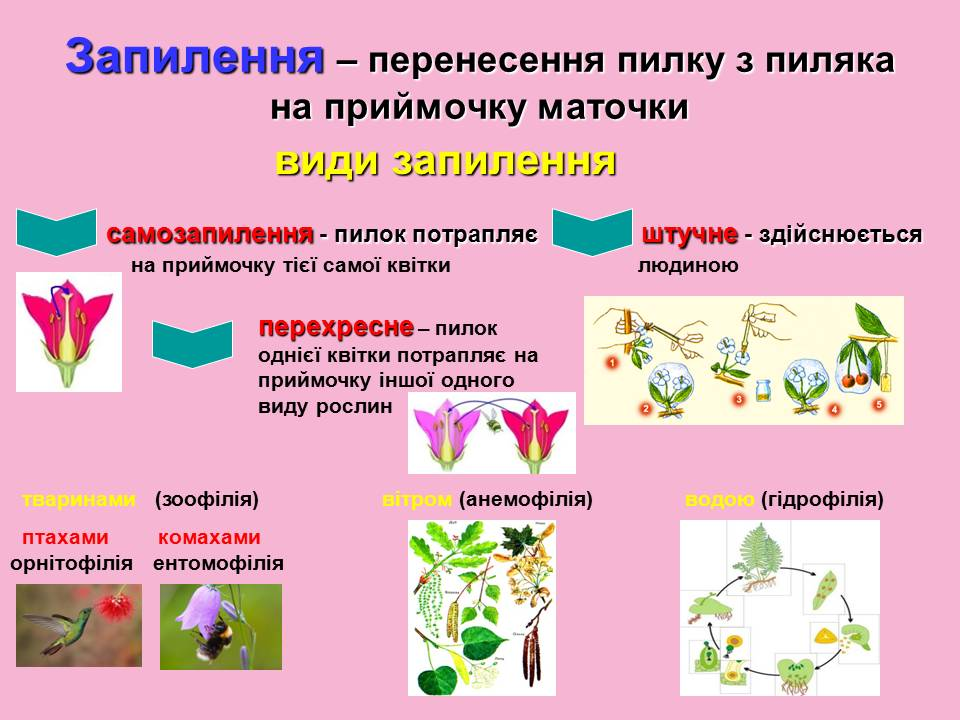 Запилення – перенесення пилку з пиляка
на приймочку маточки
види запилення
самозапилення - пилок потрапляє
на приймочку тієї самої квітки
штучне - здійснюється
людиною
перехресне – пилок
однієї квітки потрапляє на
приймочку іншої одного
виду рослин
1
2
3
4
5
тваринами (зоофілія)
вітром (анемофілія)
водою (гідрофілія)
птахами комахами
орнітофілія ентомофілія